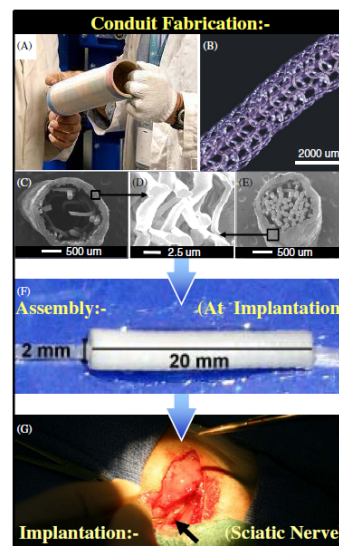 Conduit Fabrication:-
(A)
(B)
2000 um
(C)
(D)
(E)
500 um
2.5 um
500 um
(F)
Assembly:-
(At Implantation
2 mm
20 mm
(G)
Implantation:-
(Sciatic Nerve